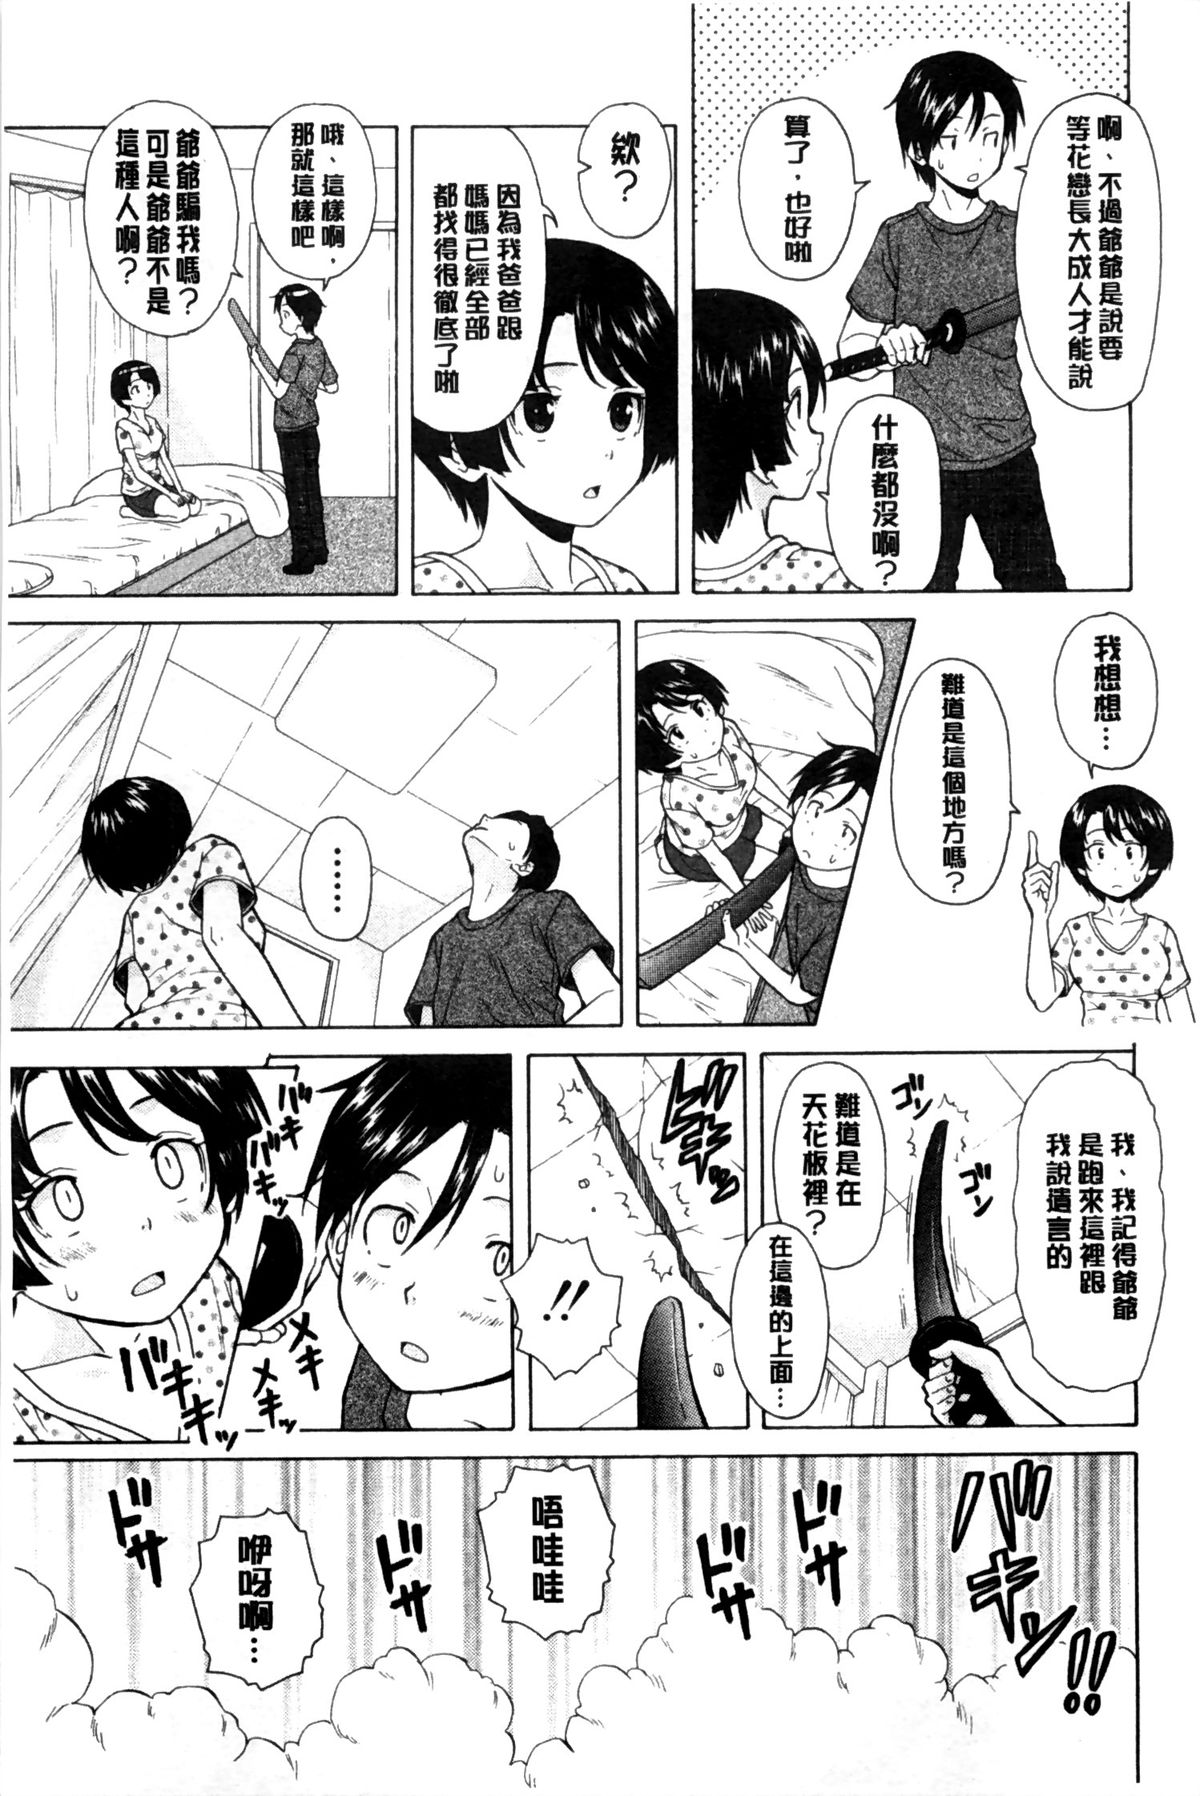 啊、不過爺爺是說要
等花戀長大成人才能說
算了，也好啦
什麼都沒啊？
欸？
因為我爸爸跟
媽媽已經全部
都找得很徹底了啦
哦、這樣啊，
那就這樣吧
爺爺騙我嗎？
可是爺爺不是
這種人啊？
我想想…
難道是這個地方嗎？
……
我、我記得爺爺
是跑來這裡跟
我說遺言的
ゴンッ
ゴンッ
難道是在
天花板裡？
在這邊的上面…
バキッ
!!
バキバキッ
メキメキッ
バキバキッ
バキンッ!!
ドサ
ドサ
唔哇哇
ドサ
ドサ